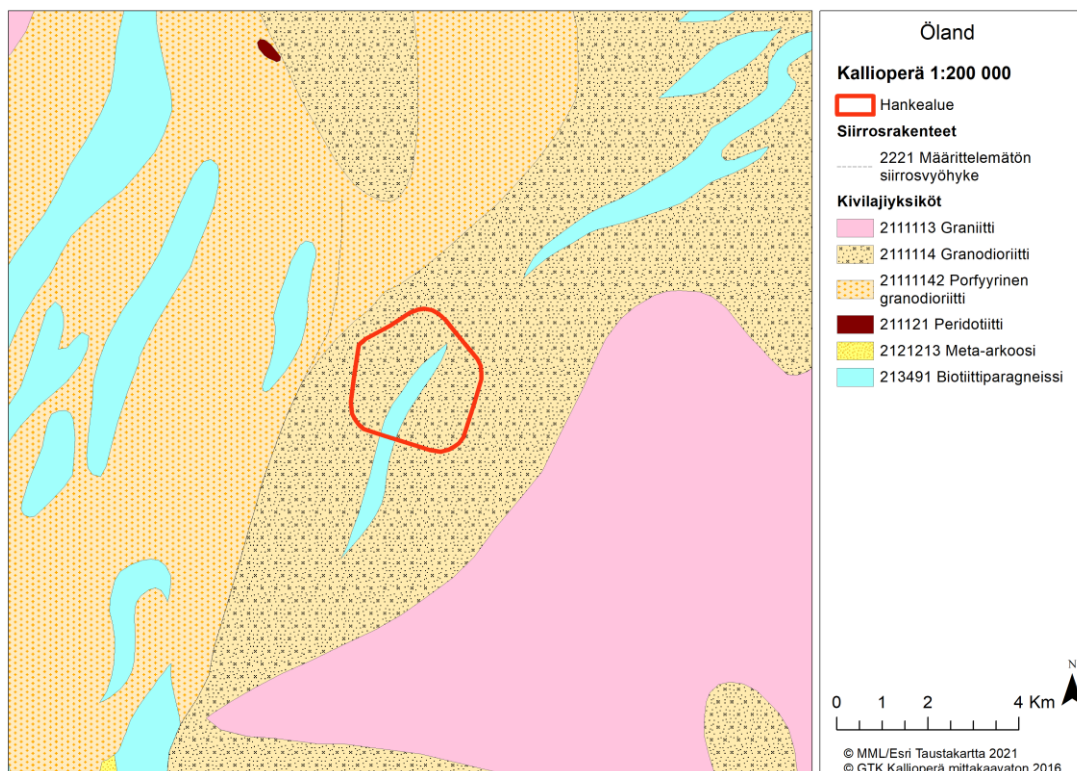 Öland
Kallioperä 1:200 000
Hankealue
Siirrosrakenteet
2221 Määrittelemätön
siirrosvyöhyke
Kivilajiyksiköt
2111113 Graniitti
2111114 Granodioriitti
21111142 Porfyyrinen
granodioriitti
211121 Peridotiitti
2121213 Meta-arkoosi
213491 Biotiittiparagneissi
N
0 1 2 4 Km
© MML/Esri Taustakartta 2021
© GTK Kallioperä mittakaavaton 2016